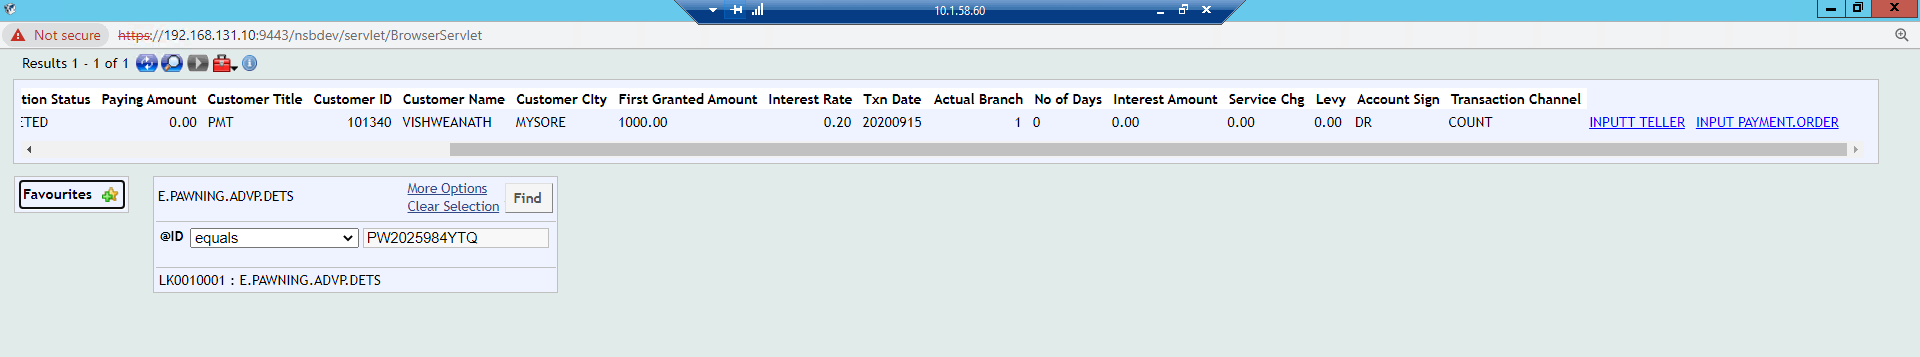 10.1.58.60
Not secure https://192.168.131.10:9443/nsbdev/servlet/BrowserServlet
Results 1 - 1 of 1
tion Status Paying Amount Customer Title Customer ID Customer Name Customer CIty First Granted Amount Interest Rate Txn Date Actual Branch No of Days Interest Amount Service Chg Levy Account Sign Transaction Channel
ETED 0.00 PMT 101340 VISHWEANATH MYSORE 1000.00 0.20 20200915 1 0 0.00 0.00 0.00 DR COUNT INPUTT TELLER INPUT PAYMENT.ORDER
Favourites
E.PAWNING.ADVP.DETS More Options Clear Selection Find
@ID equals PW2025984YTQ
LK0010001 : E.PAWNING.ADVP.DETS